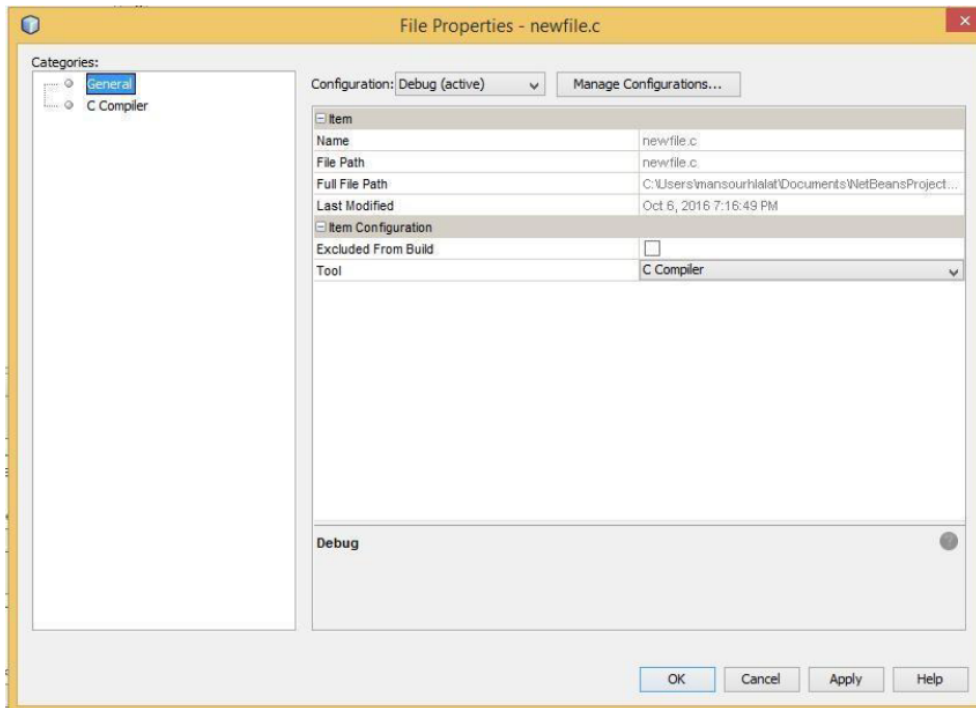 File Properties - newfile.c
Categories:
General
C Compiler
Configuration: Debug (active) Manage Configurations...
Item
Name newfile.c
File Path newfile.c
Full File Path C:\Users\mansourhlalat\Documents\NetBeansProject...
Last Modified Oct 6, 2016 7:16:49 PM
Item Configuration
Excluded From Build
Tool C Compiler
Debug
OK Cancel Apply Help